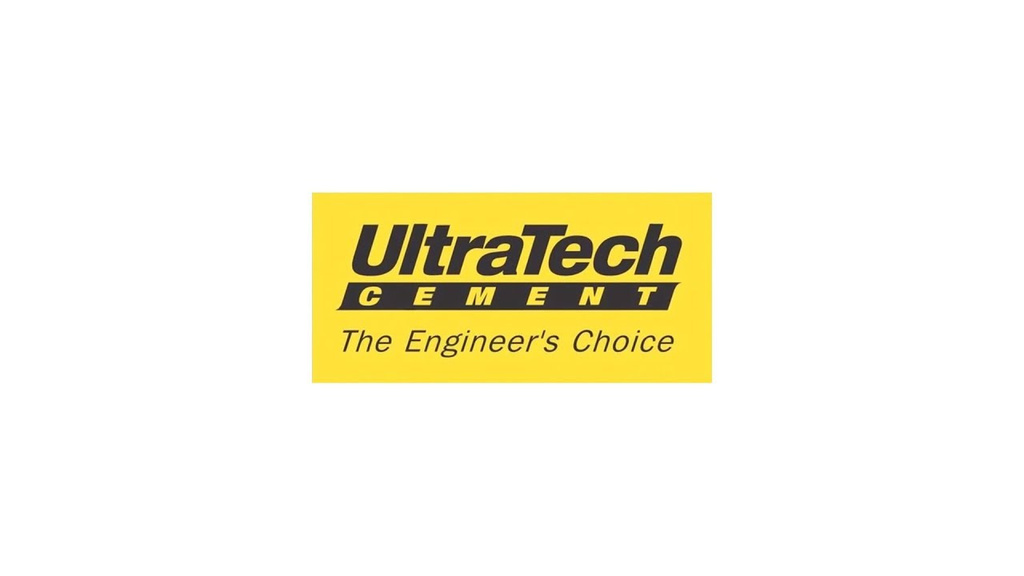 UltraTech
CEMENT
The Engineer's Choice